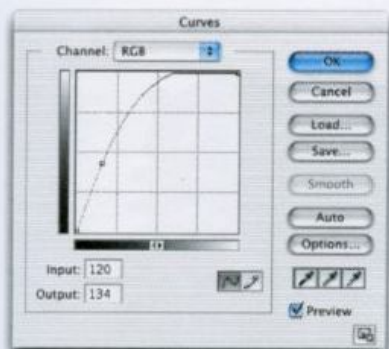 Curves
Channel: RGB
OK
Cancel
Load...
Save...
Smooth
Auto
Options...
Input: 120
Output: 134
Preview